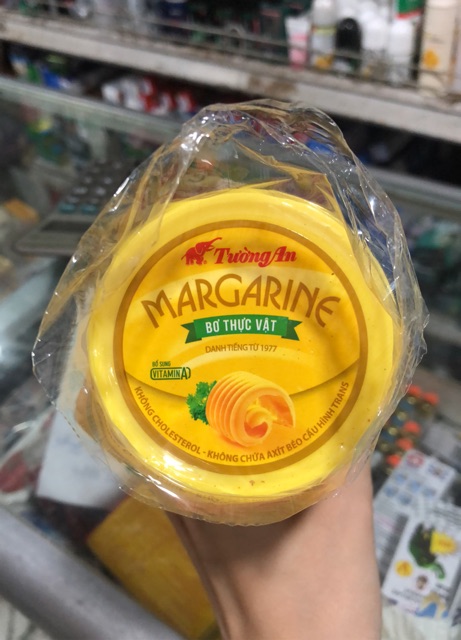 Tường An
MARGARINE
BƠ THỰC VẬT
DANH TIẾNG TỪ 1977
BỔ SUNG
VITAMIN A
KHÔNG CHOLESTEROL - KHÔNG CHỨA AXÍT BÉO CẤU HÌNH TRANS